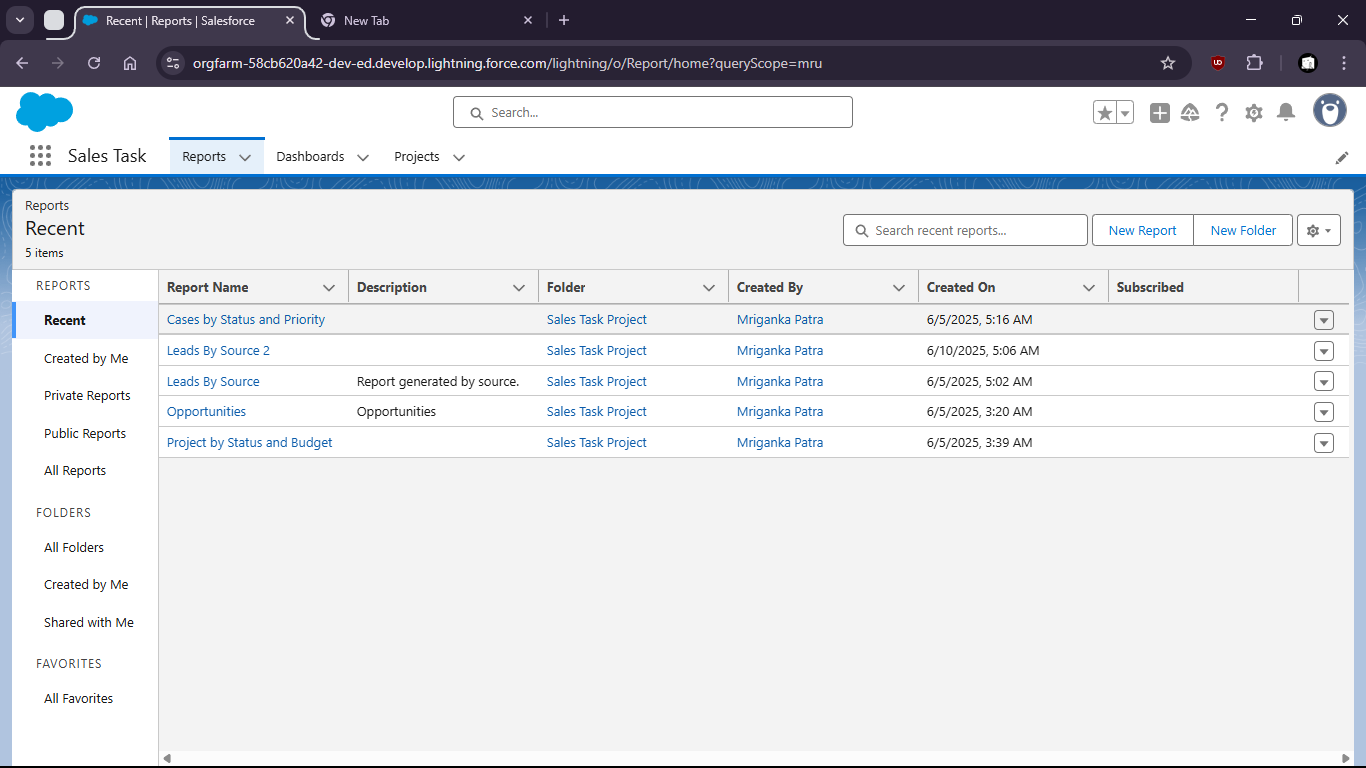 Recent | Reports | Salesforce
New Tab
orgfarm-58cb620a42-dev-ed.develop.lightning.force.com/lightning/o/Report/home?queryScope=mru
Search...
Sales Task
Reports
Dashboards
Projects
Reports
Recent
5 items
Search recent reports...
New Report
New Folder
REPORTS
Recent
Created by Me
Private Reports
Public Reports
All Reports
FOLDERS
All Folders
Created by Me
Shared with Me
FAVORITES
All Favorites
Report Name Description Folder Created By Created On Subscribed
Cases by Status and Priority Sales Task Project Mriganka Patra 6/5/2025, 5:16 AM
Leads By Source 2 Sales Task Project Mriganka Patra 6/10/2025, 5:06 AM
Leads By Source Report generated by source. Sales Task Project Mriganka Patra 6/5/2025, 5:02 AM
Opportunities Opportunities Sales Task Project Mriganka Patra 6/5/2025, 3:20 AM
Project by Status and Budget Sales Task Project Mriganka Patra 6/5/2025, 3:39 AM